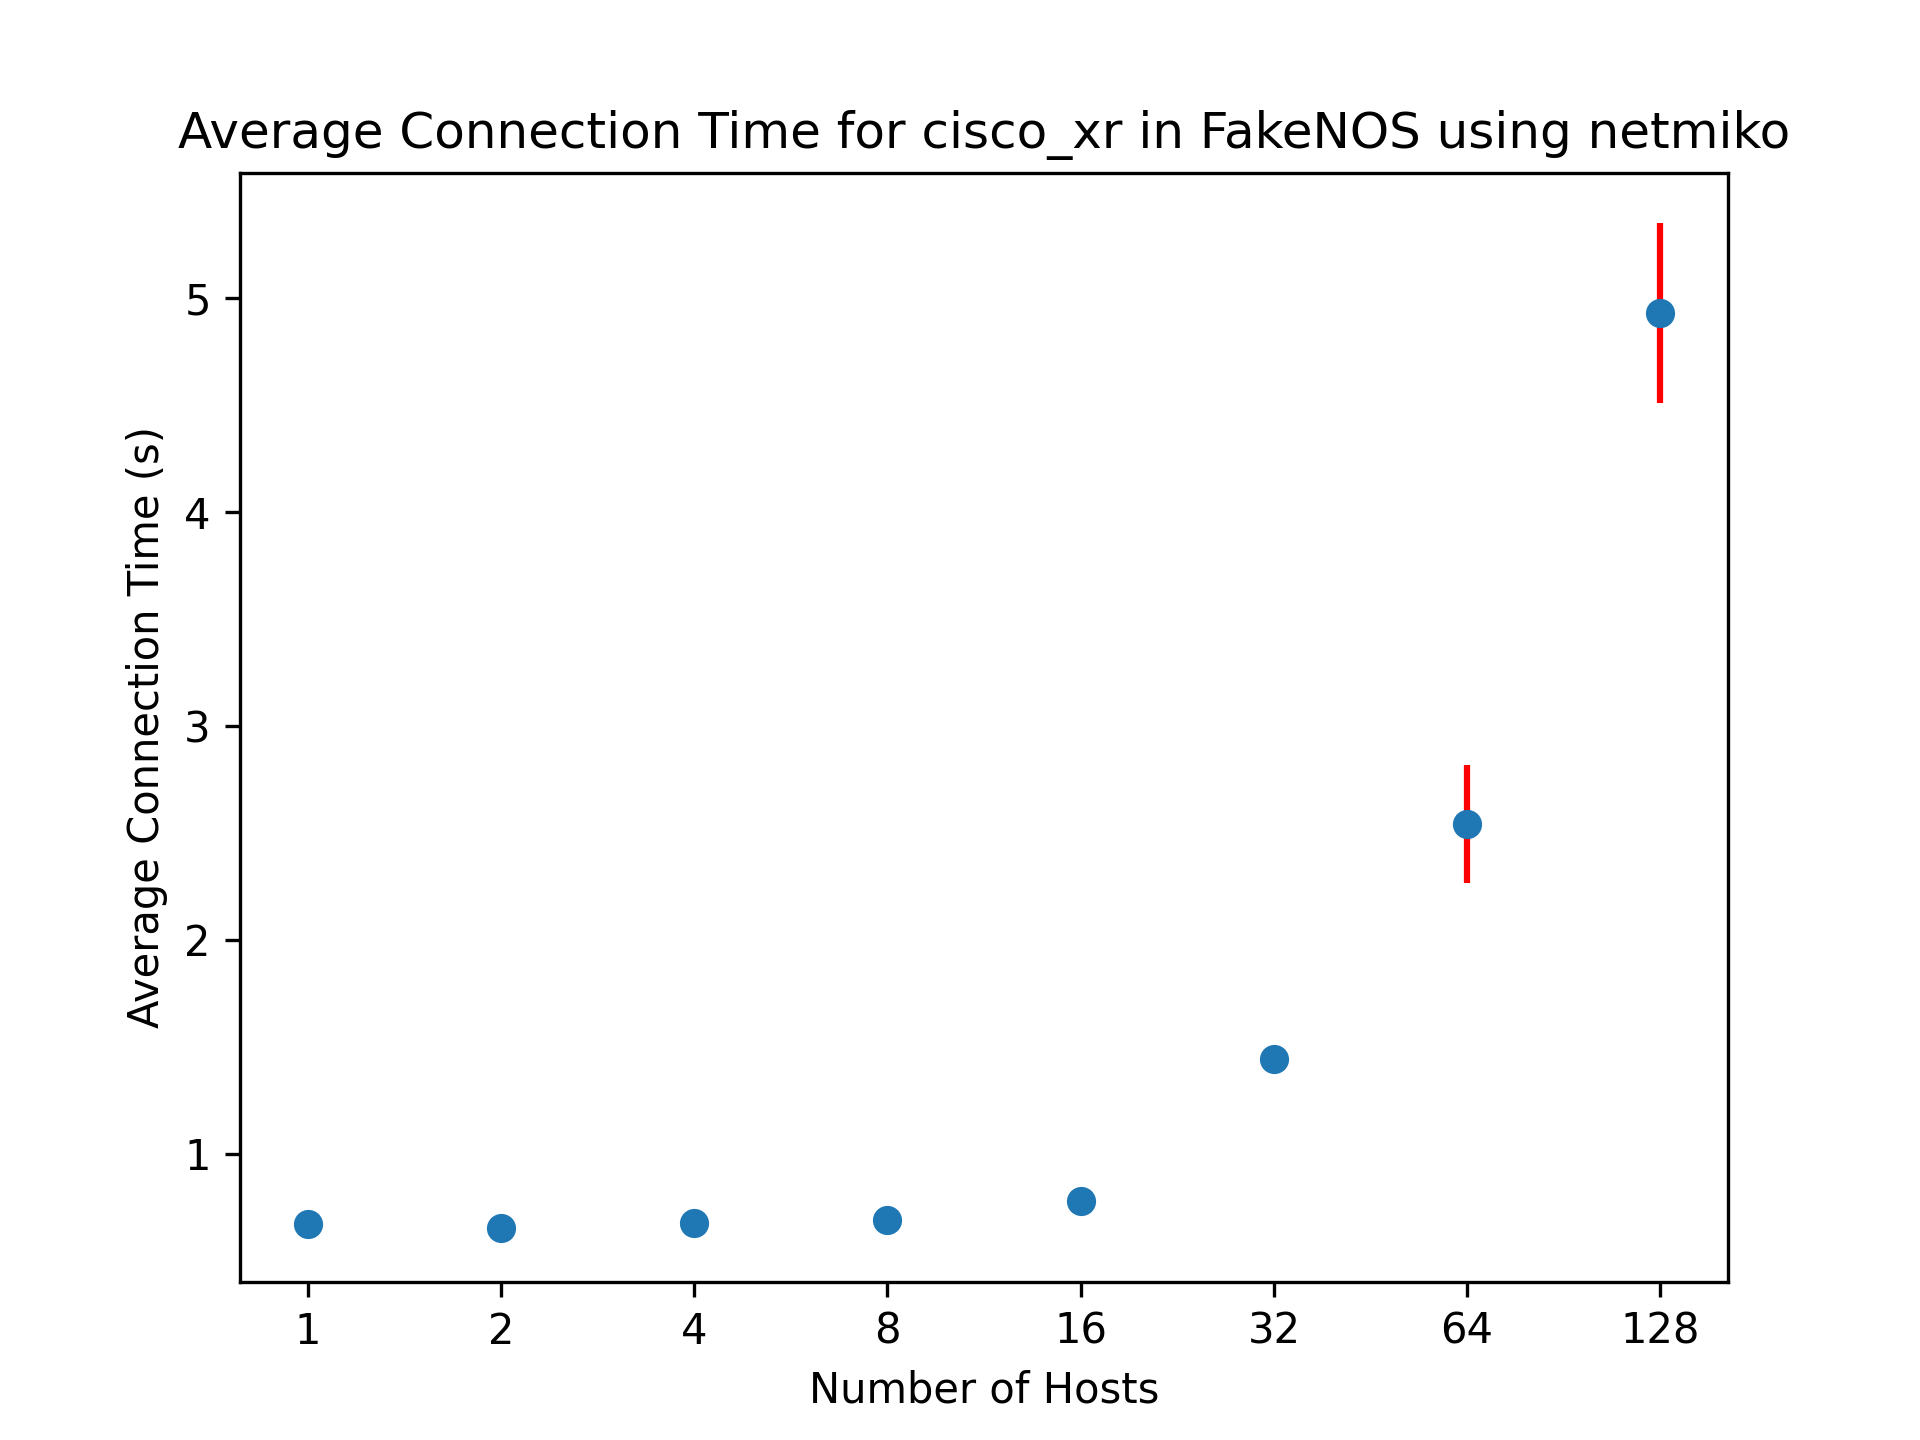 Average Connection Time for cisco_xr in FakeNOS using netmiko
Average Connection Time (s)
5
4
3
2
1
1 2 4 8 16 32 64 128
Number of Hosts